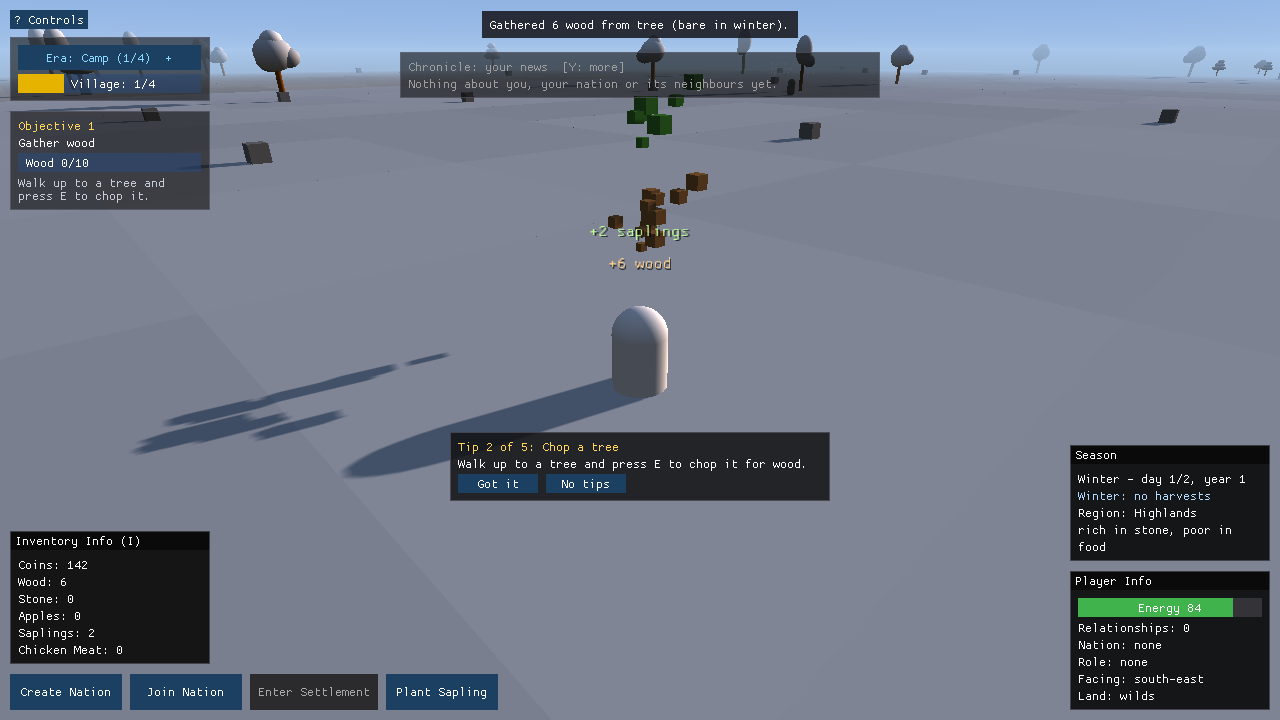 ? Controls
Gathered 6 wood from tree (bare in winter).
Era: Camp (1/4)  +
Village: 1/4
Chronicle: your news  [Y: more]
Nothing about you, your nation or its neighbours yet.
Objective 1
Gather wood
Wood 0/10
Walk up to a tree and
press E to chop it.
+2 saplings
+6 wood
Tip 2 of 5: Chop a tree
Walk up to a tree and press E to chop it for wood.
Got it
No tips
Season
Winter - day 1/2, year 1
Winter: no harvests
Region: Highlands
rich in stone, poor in
food
Inventory Info (I)
Coins: 142
Wood: 6
Stone: 0
Apples: 0
Saplings: 2
Chicken Meat: 0
Player Info
Energy 84
Relationships: 0
Nation: none
Role: none
Facing: south-east
Land: wilds
Create Nation
Join Nation
Enter Settlement
Plant Sapling